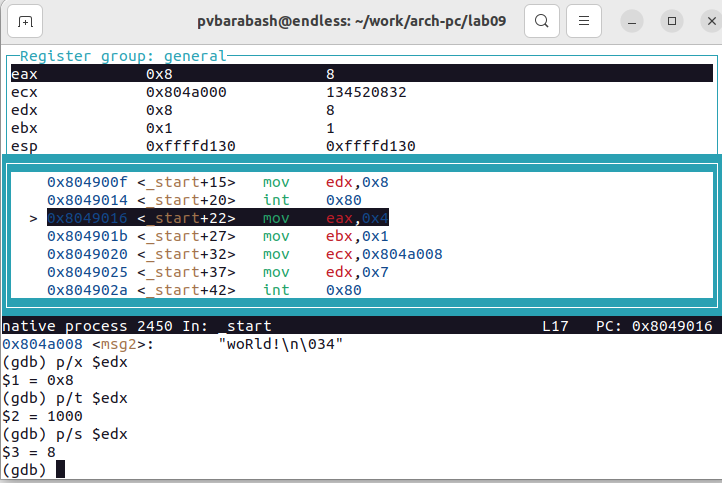 pvbarabash@endless: ~/work/arch-pc/lab09
Register group: general
eax 0x8 8
ecx 0x804a000 134520832
edx 0x8 8
ebx 0x1 1
esp 0xffffd130 0xffffd130
0x804900f <_start+15> mov edx,0x8
0x8049014 <_start+20> int 0x80
> 0x8049016 <_start+22> mov eax,0x4
0x804901b <_start+27> mov ebx,0x1
0x8049020 <_start+32> mov ecx,0x804a008
0x8049025 <_start+37> mov edx,0x7
0x804902a <_start+42> int 0x80
native process 2450 In: _start L17 PC: 0x8049016
0x804a008 <msg2>: "woRld!\n\034"
(gdb) p/x $edx
$1 = 0x8
(gdb) p/t $edx
$2 = 1000
(gdb) p/s $edx
$3 = 8
(gdb)